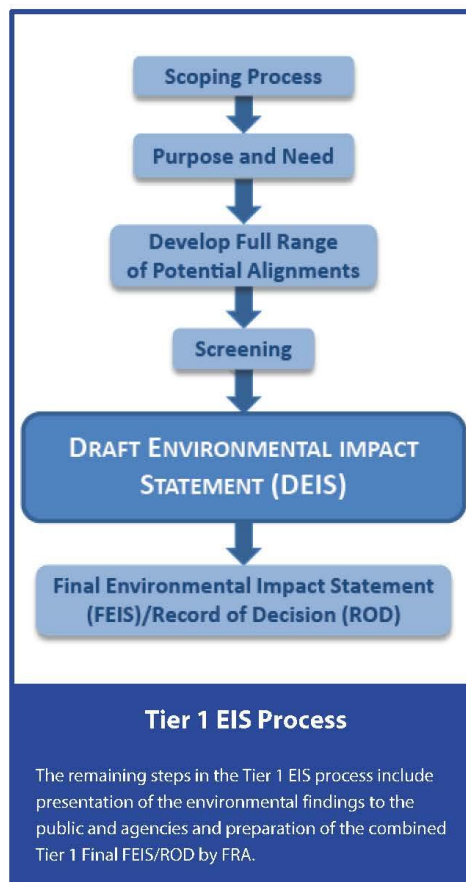 Scoping Process
Purpose and Need
Develop Full Range
of Potential Alignments
Screening
DRAFT ENVIRONMENTAL IMPACT
STATEMENT (DEIS)
Final Environmental Impact Statement
(FEIS)/Record of Decision (ROD)
Tier 1 EIS Process
The remaining steps in the Tier 1 EIS process include
presentation of the environmental findings to the
public and agencies and preparation of the combined
Tier 1 Final FEIS/ROD by FRA.